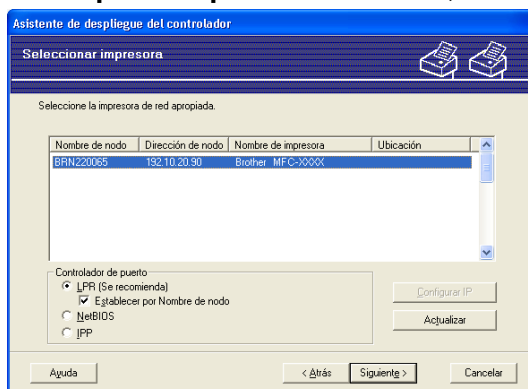 Asistente de despliegue del controlador
Seleccionar impresora
Seleccione la impresora de red apropiada.
Nombre de nodo Dirección de nodo Nombre de impresora Ubicación
BRN220065 192.10.20.90 Brother MFC-XXXX
Controlador de puerto
LPR (Se recomienda)
Establecer por Nombre de nodo
NetBIOS
IPP
Configurar IP
Actualizar
Ayuda < Atrás Siguiente > Cancelar